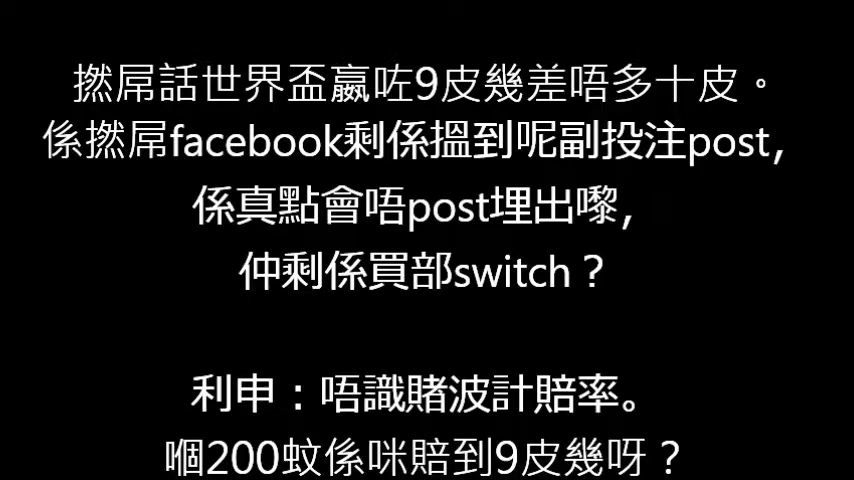 撚屌話世界盃贏咗9皮幾差唔多十皮。
係撚屌facebook剩係搵到呢副投注post，
係真點會唔post埋出嚟，
仲剩係買部switch？
利申：唔識賭波計賠率。
嗰200蚊係咪賠到9皮幾呀？